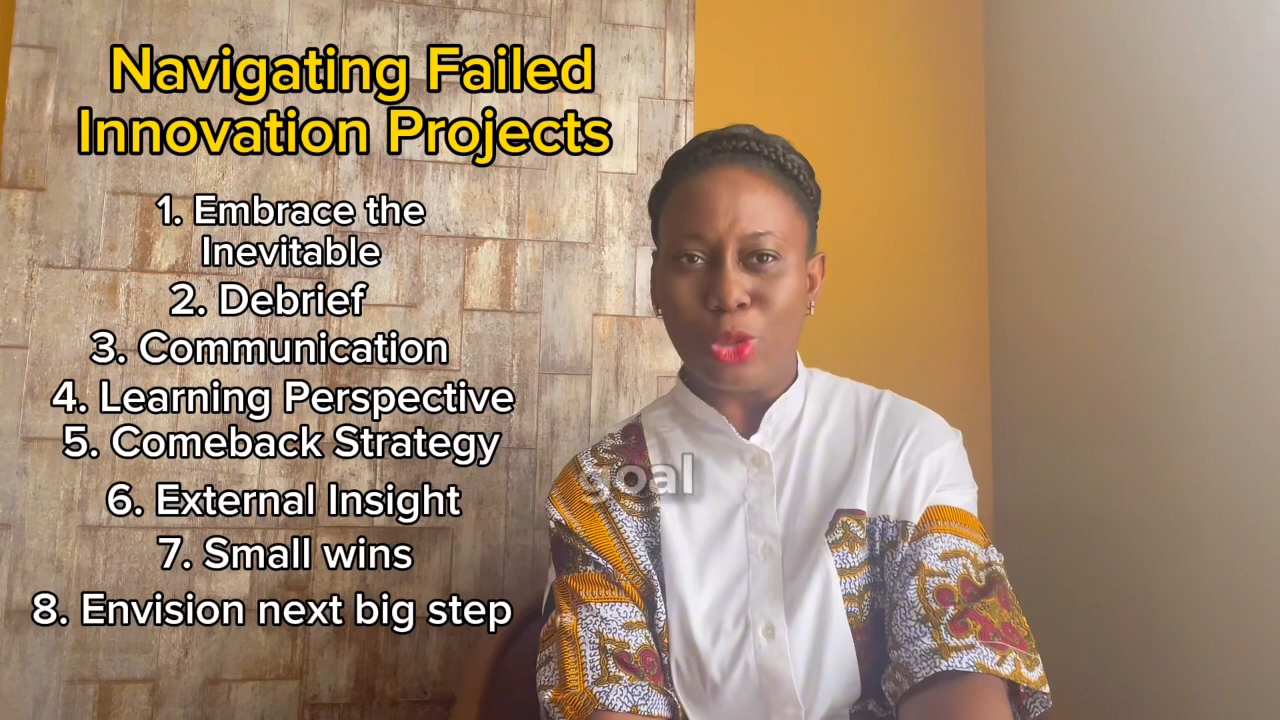 Navigating Failed
Innovation Projects
1. Embrace the
Inevitable
2. Debrief
3. Communication
4. Learning Perspective
5. Comeback Strategy
6. External Insight
7. Small wins
8. Envision next big step
goal